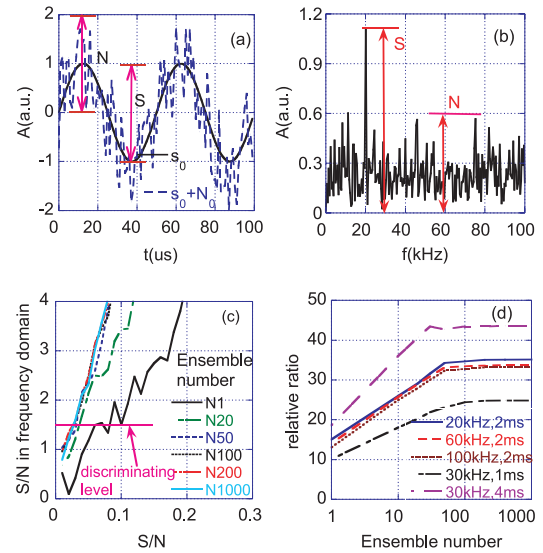 2
1
0
-1
-2
(a)
N
S
s0
s0+N0
A(a.u.)
0 20 40 60 80 100
t(us)
1.2
0.9
0.6
0.3
0
(b)
S
N
A(a.u.)
0 20 40 60 80 100
f(kHz)
4
3
2
1
0
(c)
Ensemble
number
N1
N20
N50
N100
N200
N1000
discriminating
level
S/N in frequency domain
0 0.1 0.2 0.3
S/N
50
40
30
20
10
0
(d)
20kHz,2ms
60kHz,2ms
100kHz,2ms
30kHz,1ms
30kHz,4ms
relative ratio
1 10 100 1000
Ensemble number